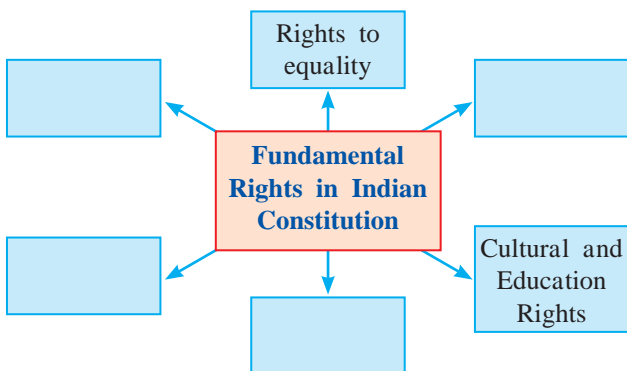 Rights to
equality
Fundamental
Rights in Indian
Constitution
Cultural and
Education
Rights